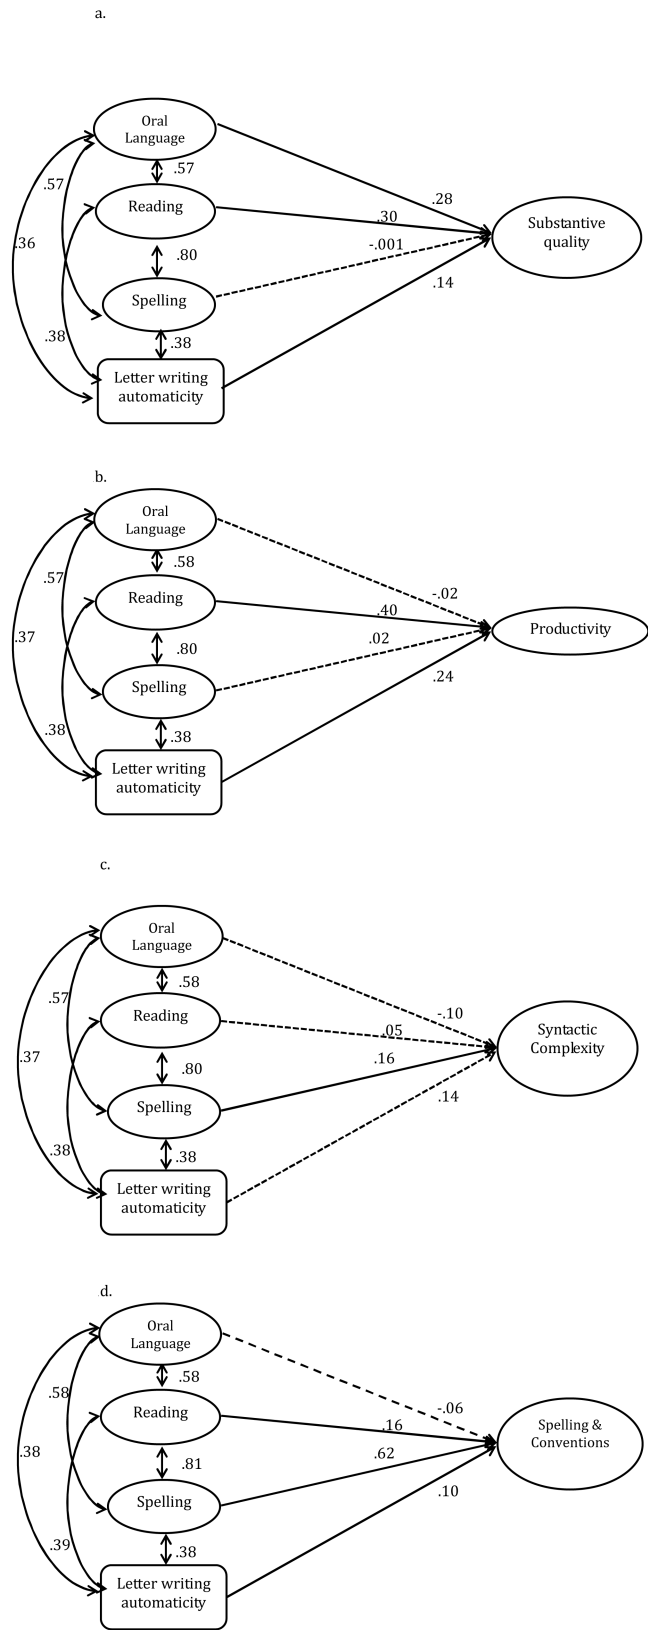 a.
Oral
Language
.57
.57
.28
Reading
.30
Substantive
quality
.36
-.001
.80
Spelling
.14
.38
.38
Letter writing
automaticity
b.
Oral
Language
.58
.57
-.02
Reading
.40
Productivity
.37
.02
.80
Spelling
.24
.38
.38
Letter writing
automaticity
c.
Oral
Language
.58
.57
-.10
Reading
.05
Syntactic
Complexity
.37
.16
.80
Spelling
.14
.38
.38
Letter writing
automaticity
d.
Oral
Language
.58
.58
-.06
Reading
.16
Spelling &
Conventions
.38
.62
.81
Spelling
.10
.39
.38
Letter writing
automaticity